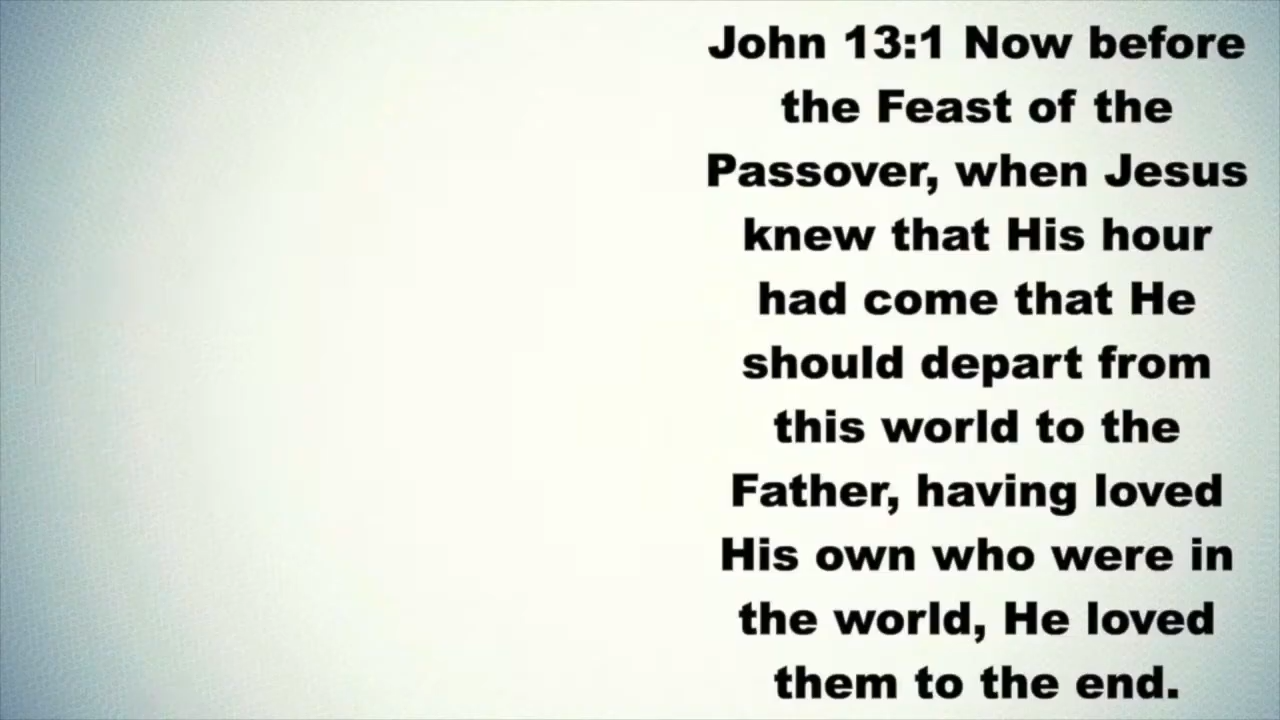 John 13:1 Now before
the Feast of the
Passover, when Jesus
knew that His hour
had come that He
should depart from
this world to the
Father, having loved
His own who were in
the world, He loved
them to the end.